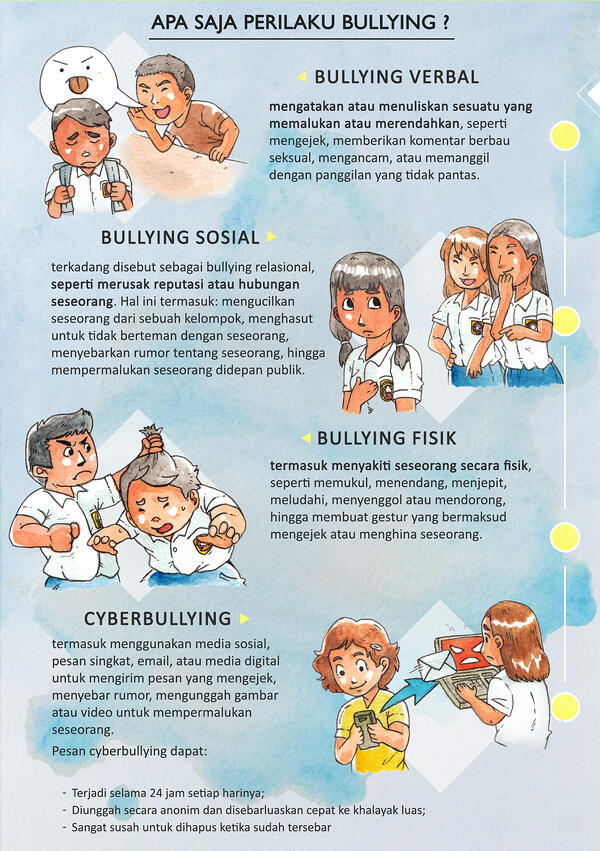 APA SAJA PERILAKU BULLYING ?
BULLYING VERBAL
mengatakan atau menuliskan sesuatu yang
memalukan atau merendahkan, seperti
mengejek, memberikan komentar berbau
seksual, mengancam, atau memanggil
dengan panggilan yang tidak pantas.
BULLYING SOSIAL
terkadang disebut sebagai bullying relasional,
seperti merusak reputasi atau hubungan
seseorang. Hal ini termasuk: mengucilkan
seseorang dari sebuah kelompok, menghasut
untuk tidak berteman dengan seseorang,
menyebarkan rumor tentang seseorang, hingga
mempermalukan seseorang didepan publik.
BULLYING FISIK
termasuk menyakiti seseorang secara fisik,
seperti memukul, menendang, menjepit,
meludahi, menyenggol atau mendorong,
hingga membuat gestur yang bermaksud
mengejek atau menghina seseorang.
CYBERBULLYING
termasuk menggunakan media sosial,
pesan singkat, email, atau media digital
untuk mengirim pesan yang mengejek,
menyebar rumor, mengunggah gambar
atau video untuk mempermalukan
seseorang.
Pesan cyberbullying dapat:
- Terjadi selama 24 jam setiap harinya;
- Diunggah secara anonim dan disebarluaskan cepat ke khalayak luas;
- Sangat susah untuk dihapus ketika sudah tersebar